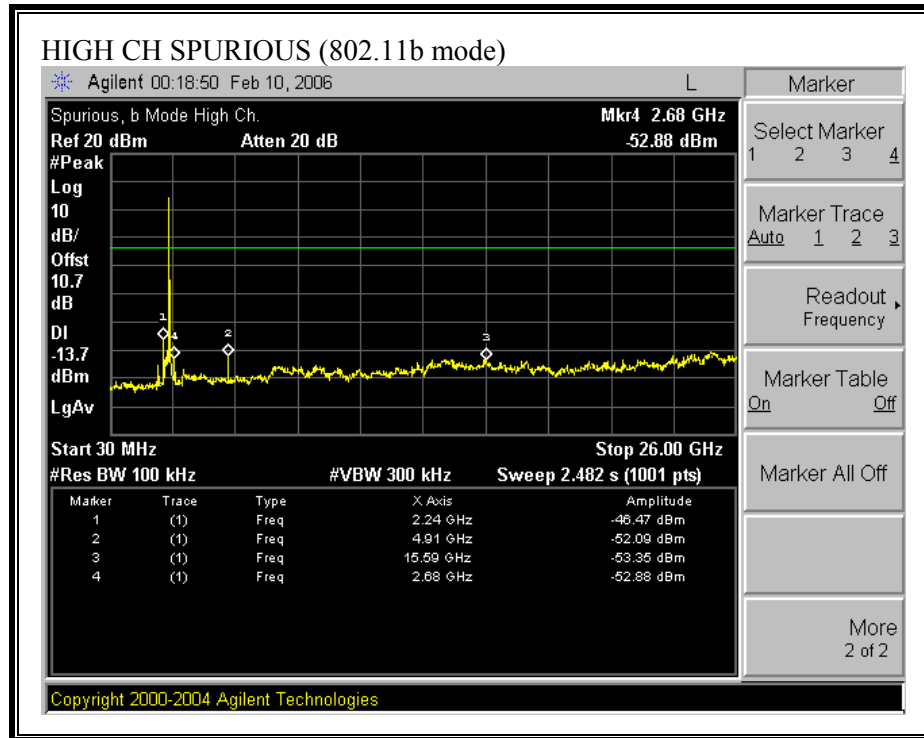 HIGH CH SPURIOUS (802.11b mode)
Agilent 00:18:50 Feb 10, 2006 L
Marker
Spurious, b Mode High Ch. Mkr4 2.68 GHz
Ref 20 dBm Atten 20 dB -52.88 dBm
#Peak
Log
10
dB/
Offst
10.7
dB
DI
-13.7
dBm
LgAv
1
4
2
3
Start 30 MHz Stop 26.00 GHz
#Res BW 100 kHz #VBW 300 kHz Sweep 2.482 s (1001 pts)
Marker Trace Type X Axis Amplitude
1 (1) Freq 2.24 GHz -46.47 dBm
2 (1) Freq 4.91 GHz -52.09 dBm
3 (1) Freq 15.59 GHz -53.35 dBm
4 (1) Freq 2.68 GHz -52.88 dBm
Select Marker
1 2 3 4
Marker Trace
Auto 1 2 3
Readout
Frequency
Marker Table
On Off
Marker All Off
More
2 of 2
Copyright 2000-2004 Agilent Technologies